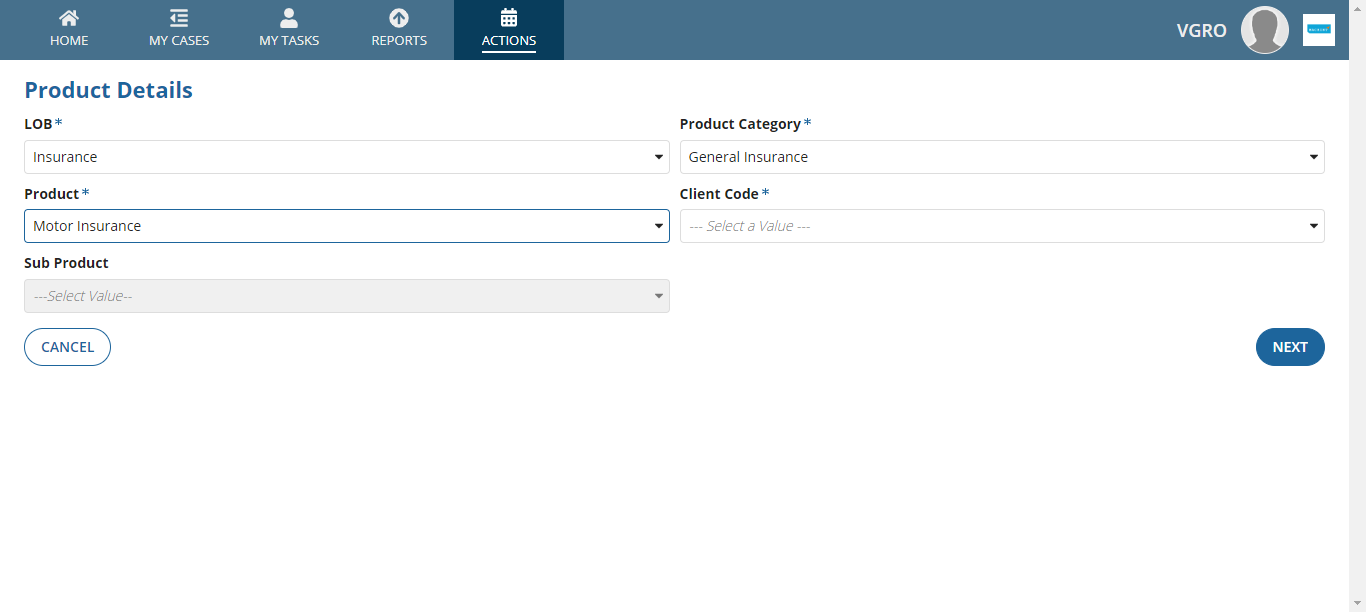 HOME MY CASES MY TASKS REPORTS ACTIONS VGRO
Product Details
LOB* Product Category*
Insurance General Insurance
Product* Client Code*
Motor Insurance --- Select a Value ---
Sub Product
---Select Value--
CANCEL NEXT